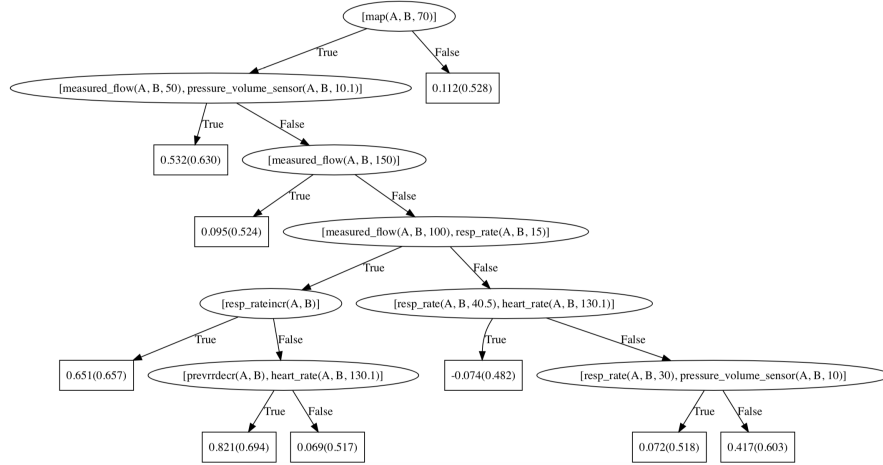 [map(A, B, 70)]
True
False
[measured_flow(A, B, 50), pressure_volume_sensor(A, B, 10.1)]
0.112(0.528)
True
False
0.532(0.630)
[measured_flow(A, B, 150)]
True
False
0.095(0.524)
[measured_flow(A, B, 100), resp_rate(A, B, 15)]
True
False
[resp_rateincr(A, B)]
[resp_rate(A, B, 40.5), heart_rate(A, B, 130.1)]
True
False
True
False
0.651(0.657)
[prevrrdecr(A, B), heart_rate(A, B, 130.1)]
-0.074(0.482)
[resp_rate(A, B, 30), pressure_volume_sensor(A, B, 10)]
True
False
True
False
0.821(0.694)
0.069(0.517)
0.072(0.518)
0.417(0.603)